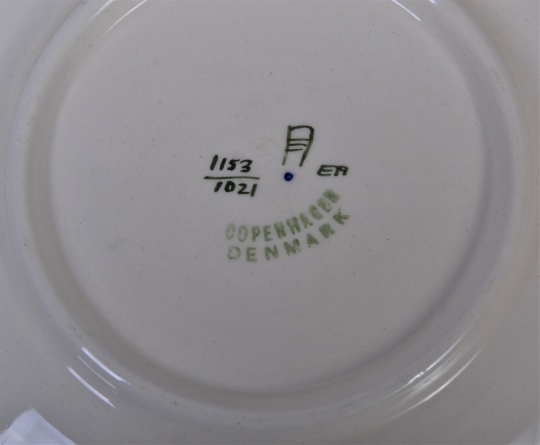 1153
1021
EA
COPENHAGEN
DENMARK